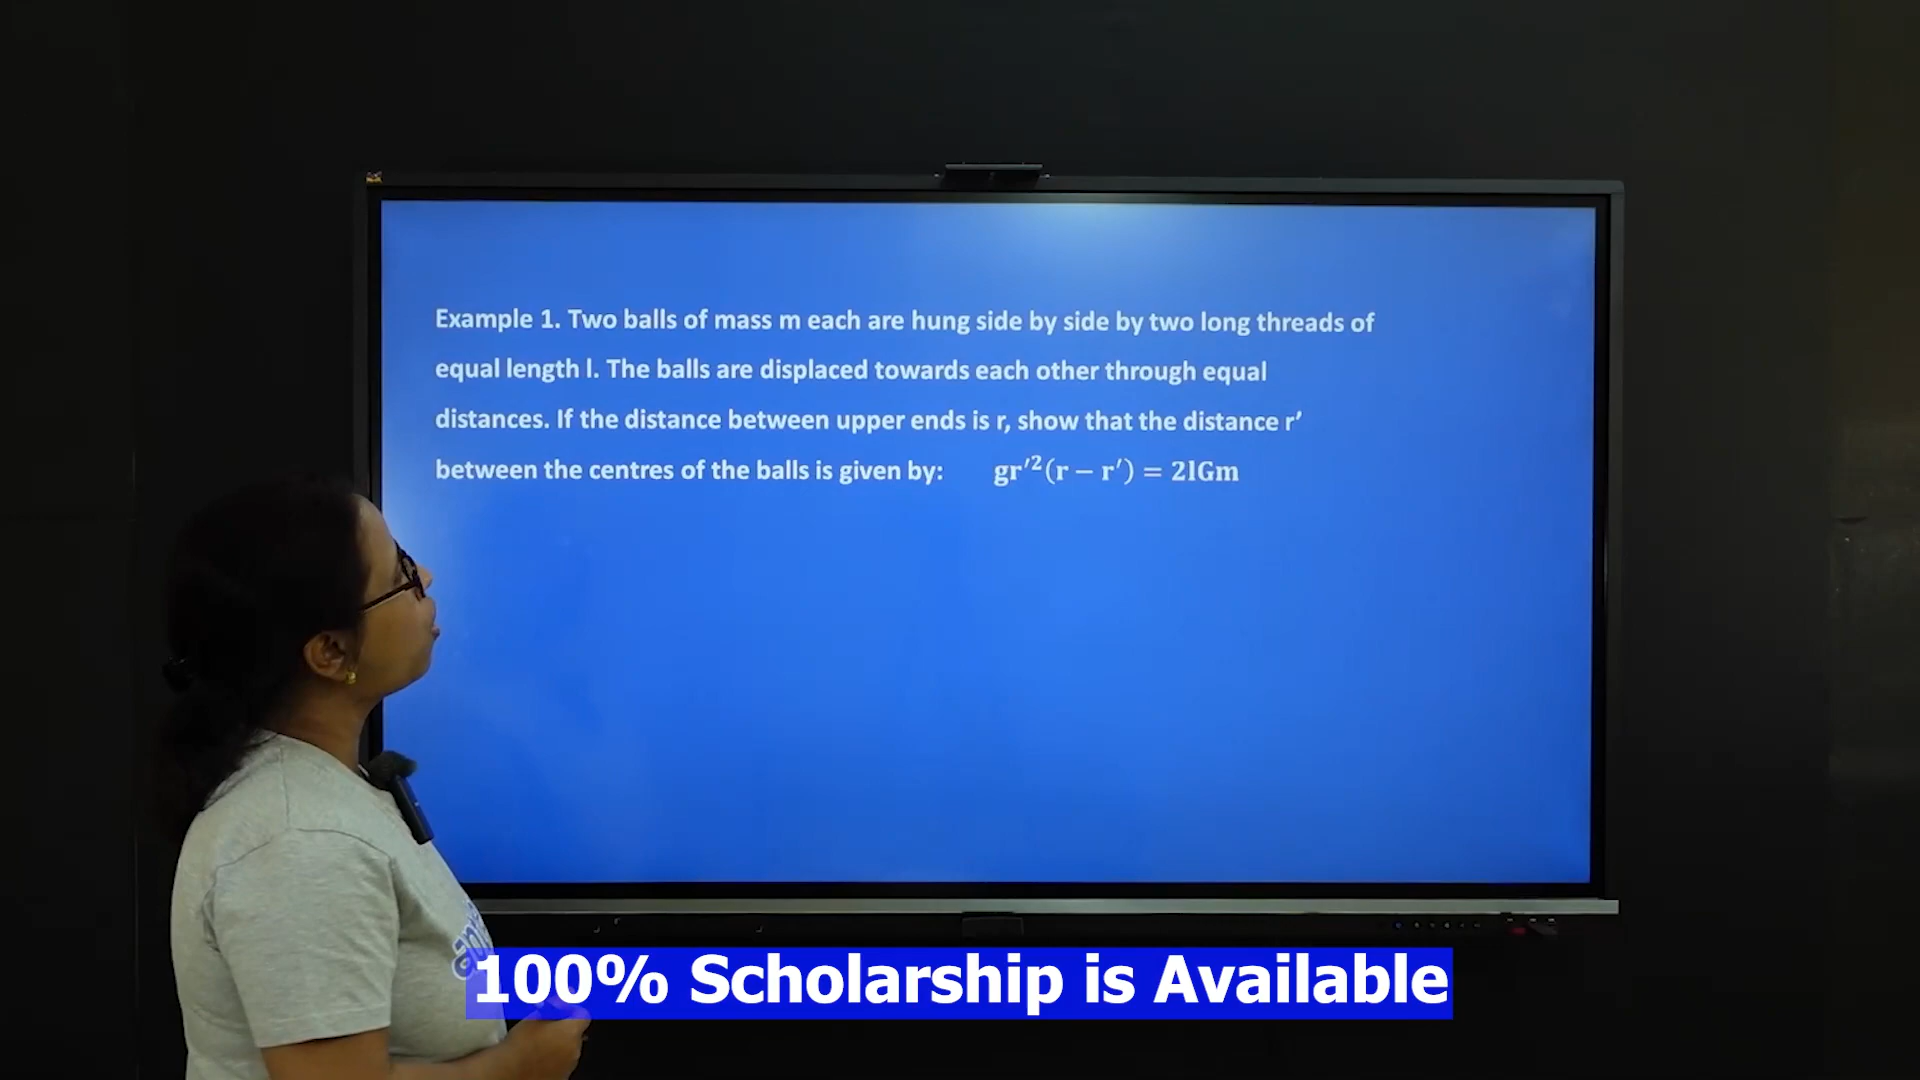 Example 1. Two balls of mass m each are hung side by side by two long threads of
equal length l. The balls are displaced towards each other through equal
distances. If the distance between upper ends is r, show that the distance r′
between the centres of the balls is given by: gr′²(r – r′) = 2lGm
100% Scholarship is Available